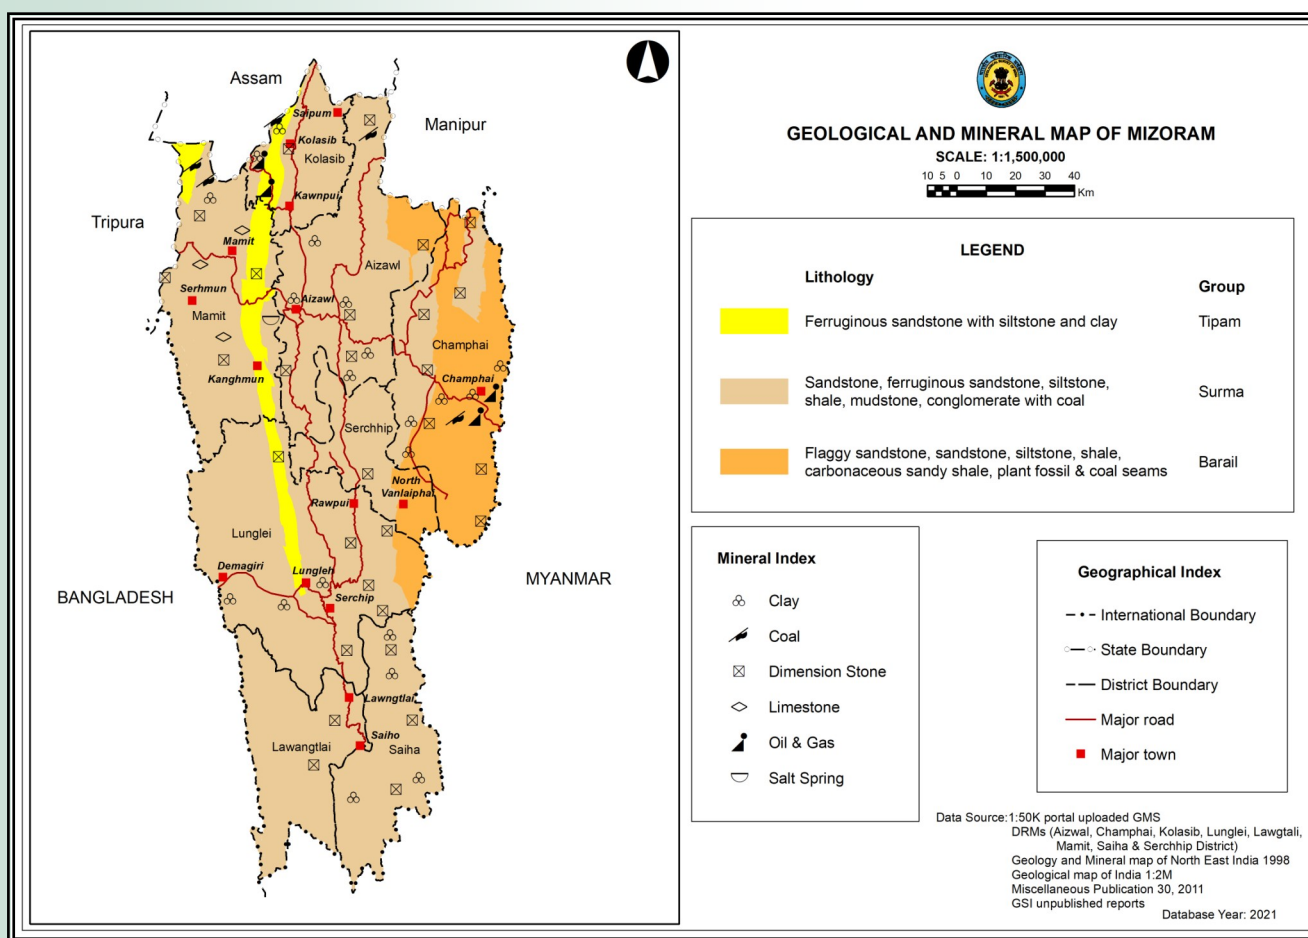 GEOLOGICAL AND MINERAL MAP OF MIZORAM
SCALE: 1:1,500,000
10 5 0 10 20 30 40
Km
LEGEND
Lithology
Group
Ferruginous sandstone with siltstone and clay
Tipam
Sandstone, ferruginous sandstone, siltstone,
shale, mudstone, conglomerate with coal
Surma
Flaggy sandstone, sandstone, siltstone, shale,
carbonaceous sandy shale, plant fossil & coal seams
Barail
Mineral Index
Clay
Coal
Dimension Stone
Limestone
Oil & Gas
Salt Spring
Geographical Index
International Boundary
State Boundary
District Boundary
Major road
Major town
Data Source:1:50K portal uploaded GMS
DRMs (Aizwal, Champhai, Kolasib, Lunglei, Lawgtali,
Mamit, Saiha & Serchhip District)
Geology and Mineral map of North East India 1998
Geological map of India 1:2M
Miscellaneous Publication 30, 2011
GSI unpublished reports
Database Year: 2021
Assam
Manipur
Tripura
BANGLADESH
MYANMAR
Saipum
Kolasib
Kolasib
Kawnpui
Mamit
Aizawl
Serhmun
Mamit
Aizawl
Champhai
Kanghmun
Champhai
Serchhip
North
Vanlaiphai
Rawpui
Lunglei
Demagiri
Lungleh
Serchip
Lawngtlai
Saiho
Lawangtlai
Saiha